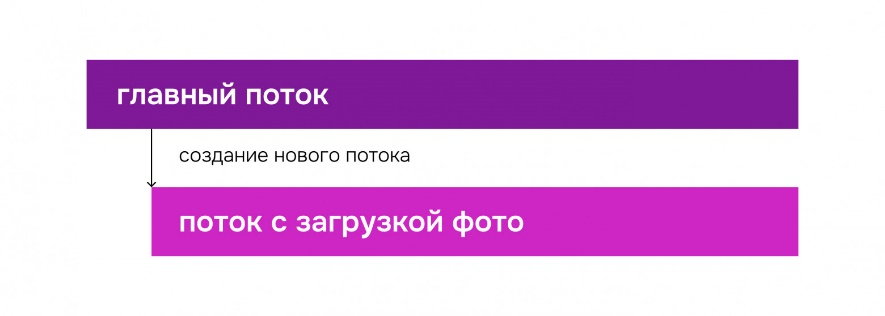 главный поток
создание нового потока
поток с загрузкой фото